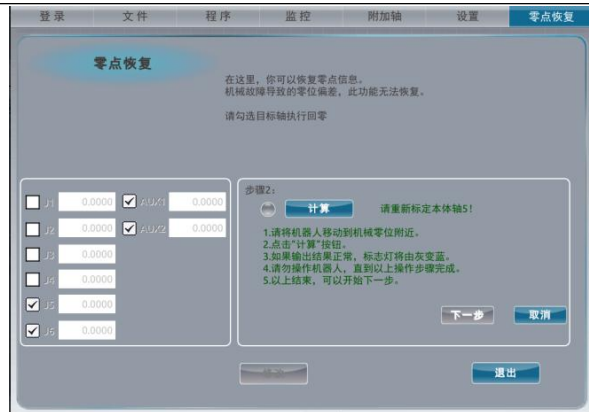 登录 文件 程序 监控 附加轴 设置 零点恢复
零点恢复
在这里，你可以恢复零点信息。
机械故障导致的零位偏差，此功能无法恢复。
请勾选目标轴执行回零
J1 0.0000 AUX1 0.0000
J2 0.0000 AUX2 0.0000
J3 0.0000
J4 0.0000
J5 0.0000
J6 0.0000
步骤2:
计算 请重新标定本体轴5!
1.请将机器人移动到机械零位附近。
2.点击"计算"按钮。
3.如果输出结果正常，标志灯将由灰变蓝。
4.请勿操作机器人，直到以上操作步骤完成。
5.以上结束，可以开始下一步。
下一步 取消
退出